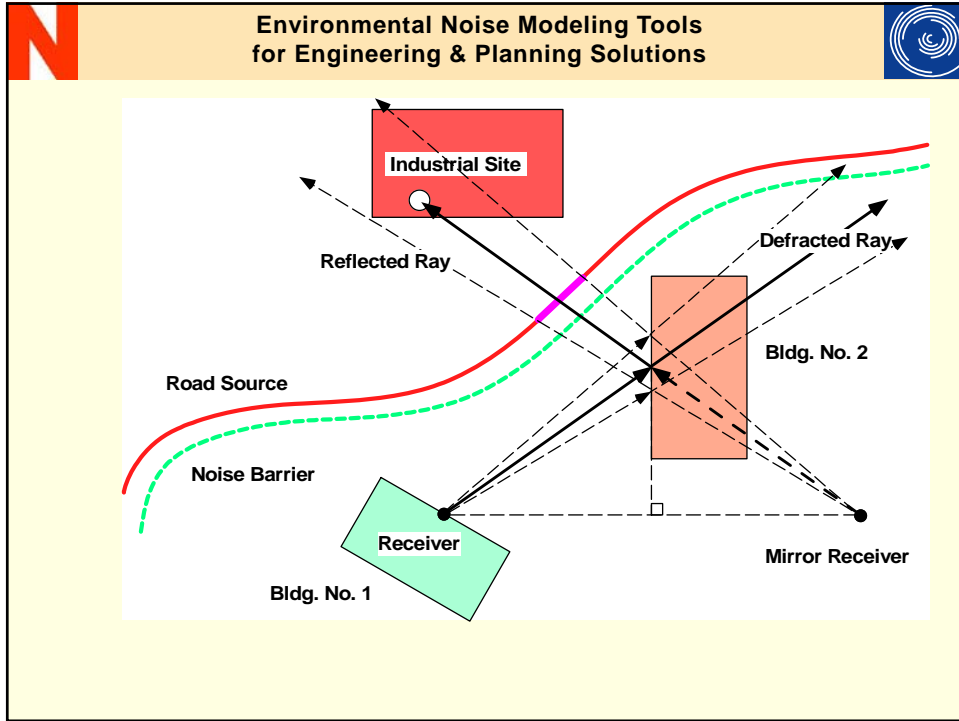 Environmental Noise Modeling Tools
for Engineering & Planning Solutions
Industrial Site
Reflected Ray
Defracted Ray
Bldg. No. 2
Road Source
Noise Barrier
Receiver
Mirror Receiver
Bldg. No. 1